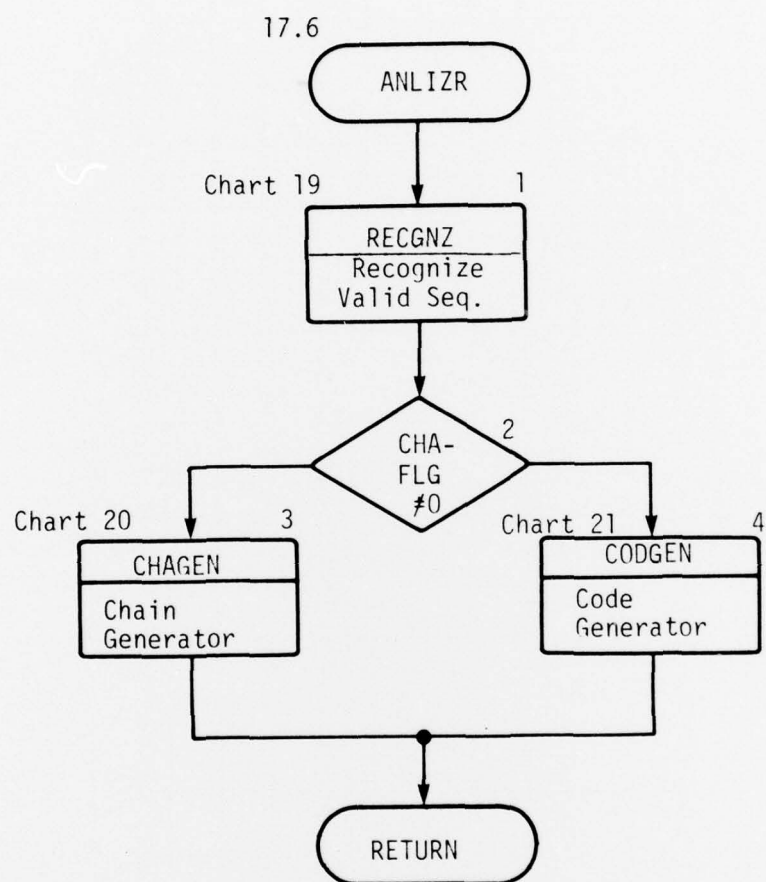 17.6
ANLIZR
Chart 19
1
RECGNZ
Recognize
Valid Seq.
2
CHA-
FLG
≠0
Chart 20
3
CHAGEN
Chain
Generator
Chart 21
4
CODGEN
Code
Generator
RETURN